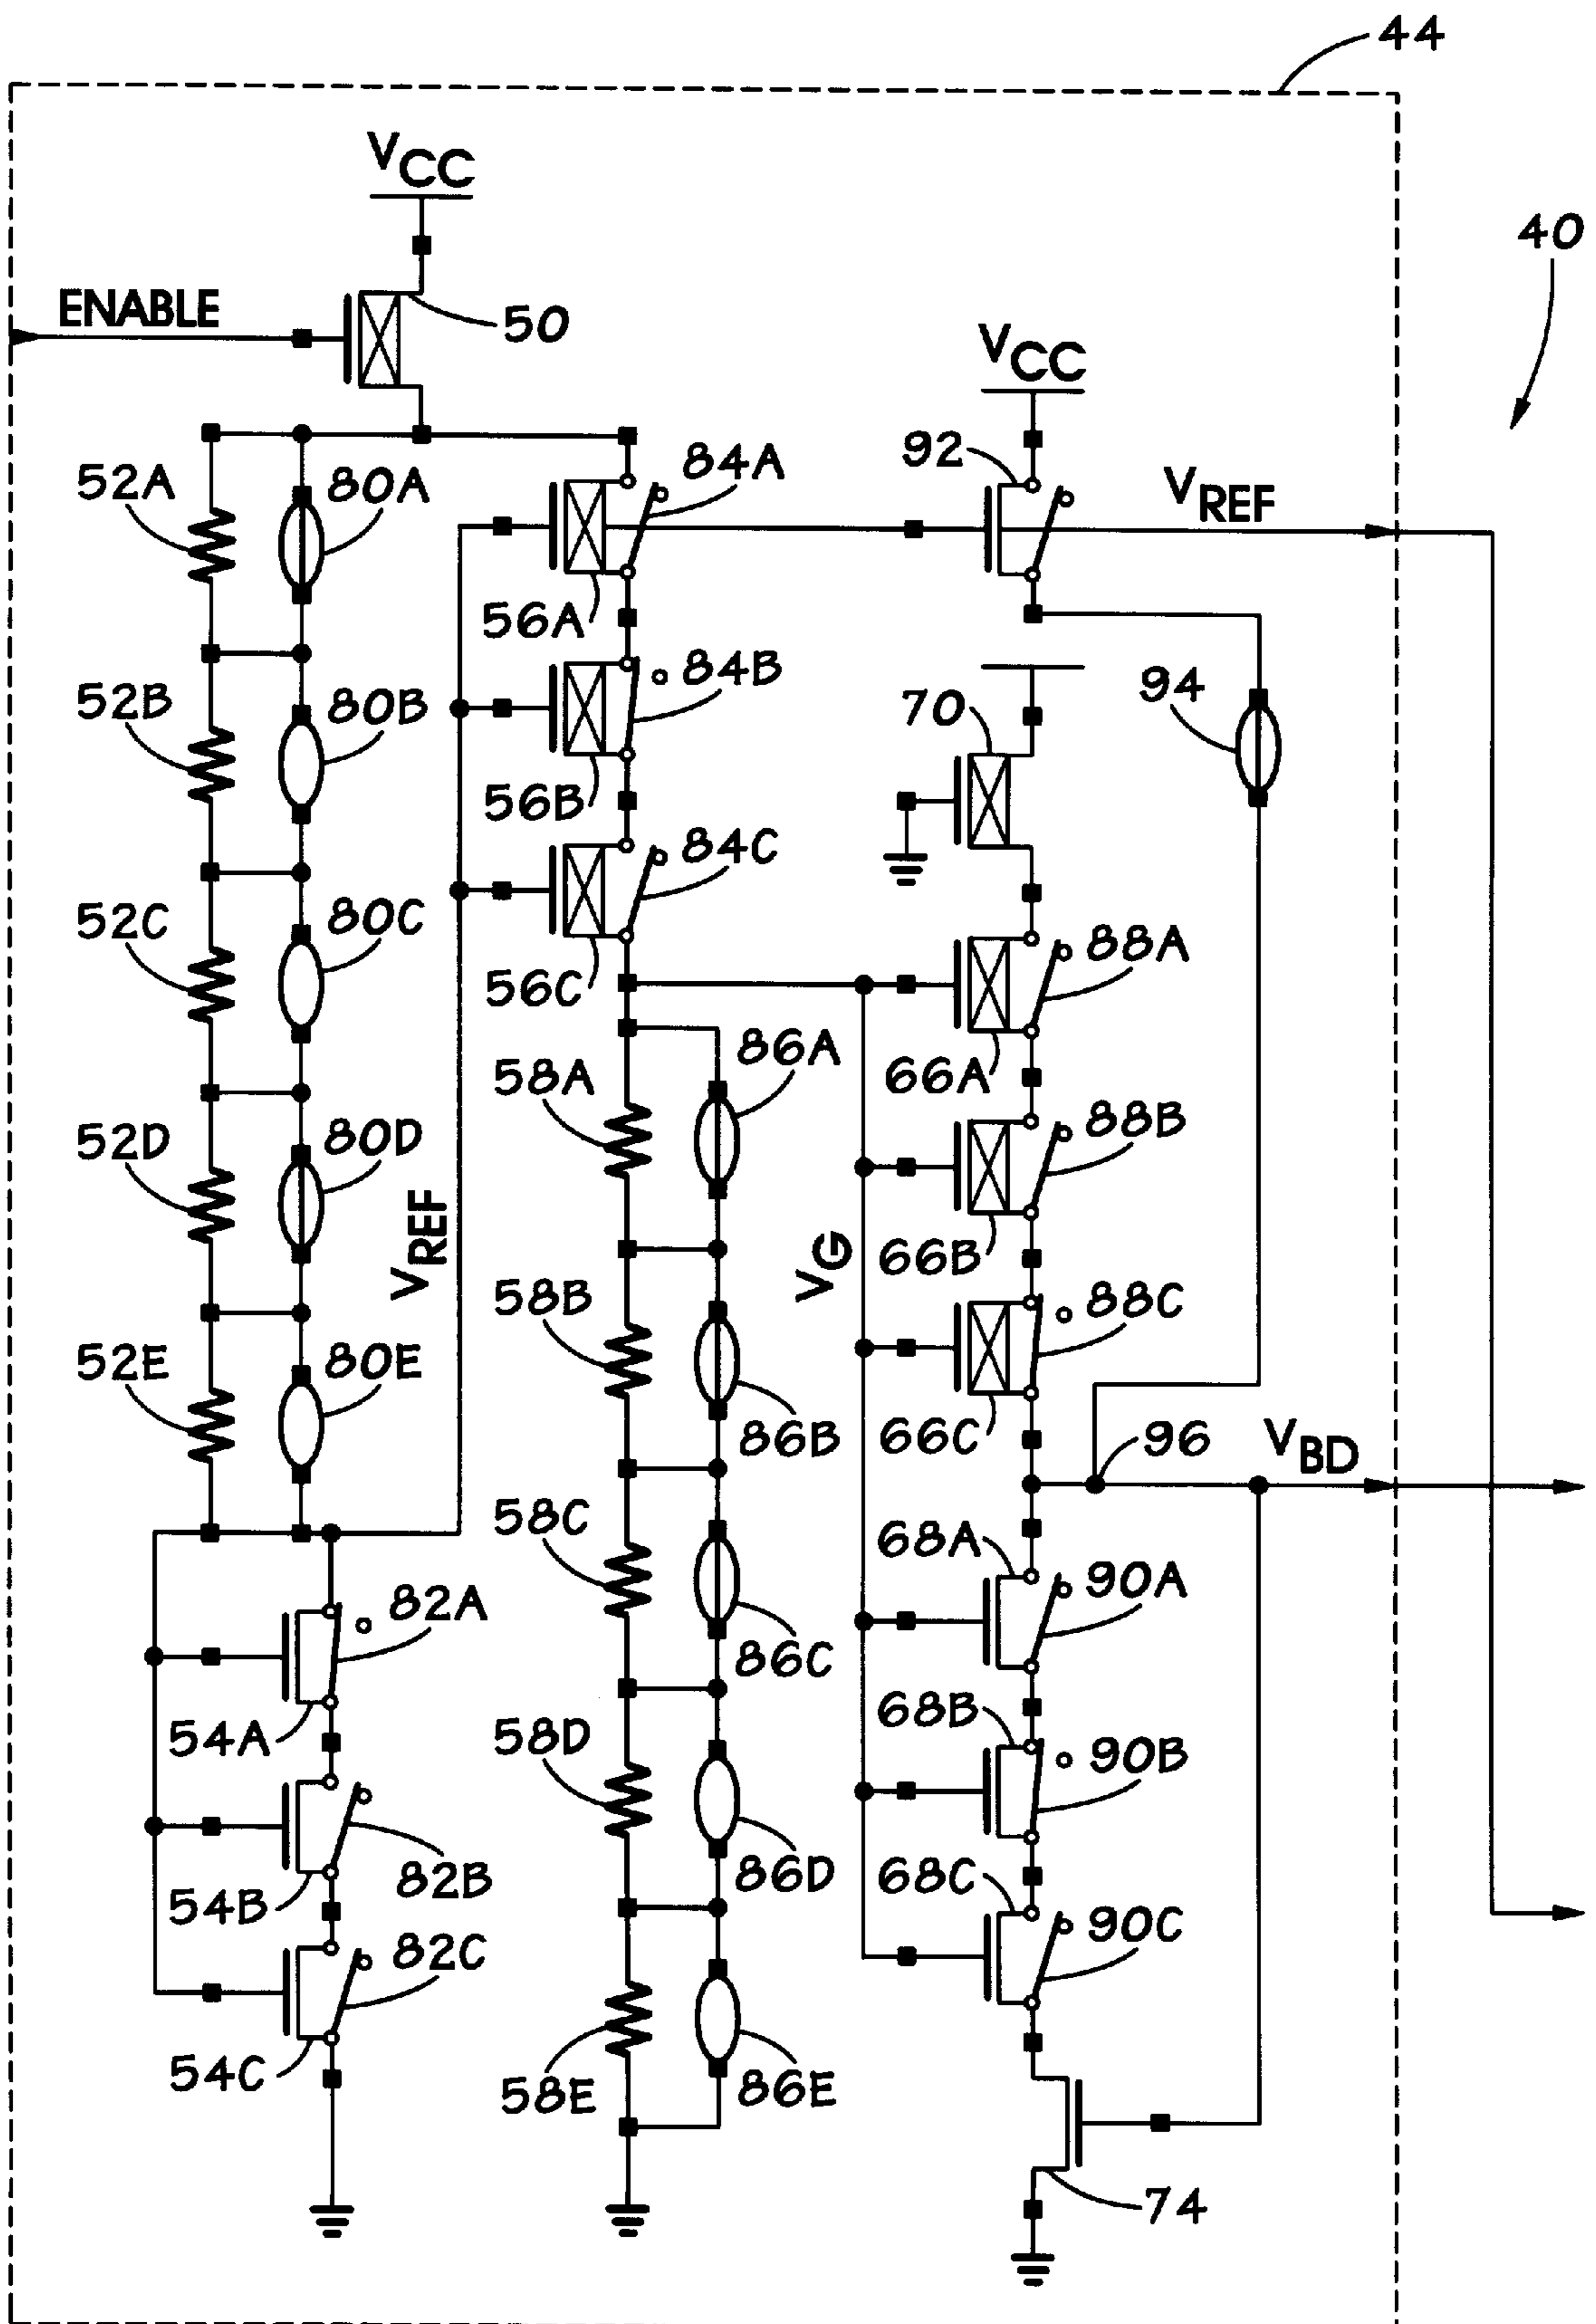 44
VCC
40
ENABLE
50
VCC
52A
80A
84A
92
VREF
56A
52B
80B
84B
70
94
56B
52C
80C
84C
88A
56C
86A
66A
58A
52D
80D
88B
VREF
VG
66B
58B
88C
52E
80E
86B
66C
96
VBD
58C
68A
82A
90A
86C
54A
68B
58D
90B
82B
86D
54B
68C
82C
90C
54C
58E
86E
74